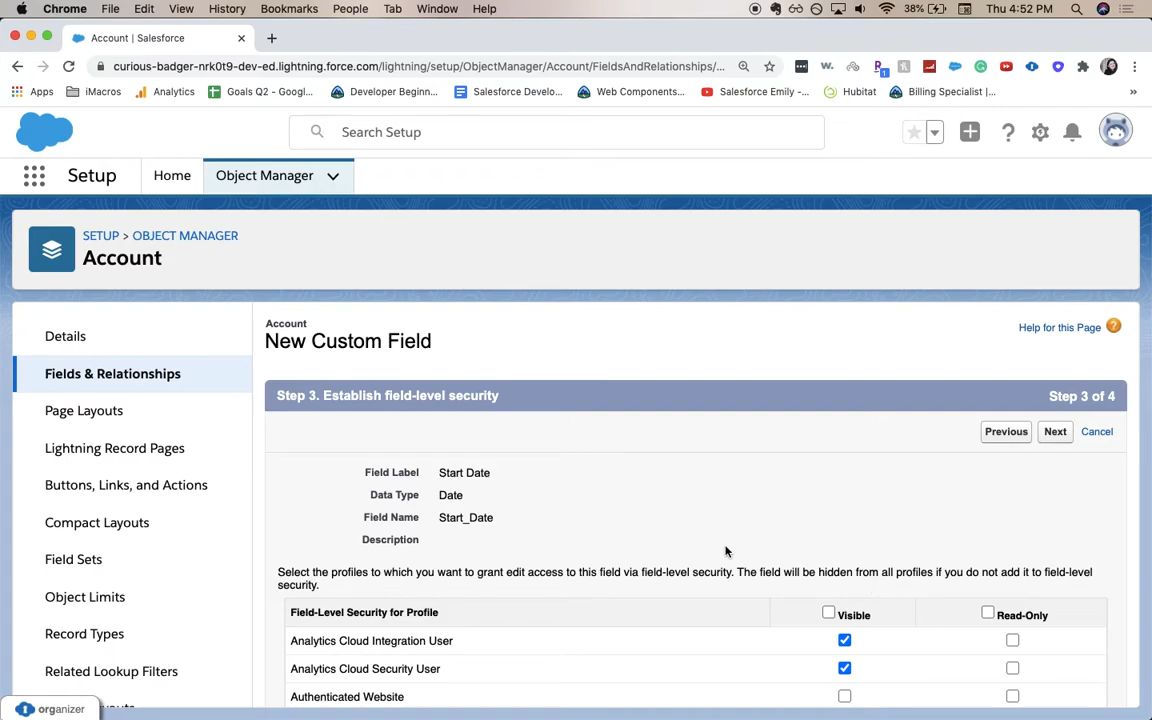 Chrome File Edit View History Bookmarks People Tab Window Help 38% Thu 4:52 PM
Account | Salesforce
curious-badger-nrk0t9-dev-ed.lightning.force.com/lightning/setup/ObjectManager/Account/FieldsAndRelationships/...
Apps iMacros Analytics Goals Q2 - Googl... Developer Beginn... Salesforce Develo... Web Components... Salesforce Emily -... Hubitat Billing Specialist |... »
Search Setup
Setup Home Object Manager
SETUP > OBJECT MANAGER
Account
Details
Fields & Relationships
Page Layouts
Lightning Record Pages
Buttons, Links, and Actions
Compact Layouts
Field Sets
Object Limits
Record Types
Related Lookup Filters
organizer
Account
New Custom Field
Help for this Page ?
Step 3. Establish field-level security Step 3 of 4
Previous Next Cancel
Field Label Start Date
Data Type Date
Field Name Start_Date
Description
Select the profiles to which you want to grant edit access to this field via field-level security. The field will be hidden from all profiles if you do not add it to field-level
security.
Field-Level Security for Profile Visible Read-Only
Analytics Cloud Integration User
Analytics Cloud Security User
Authenticated Website